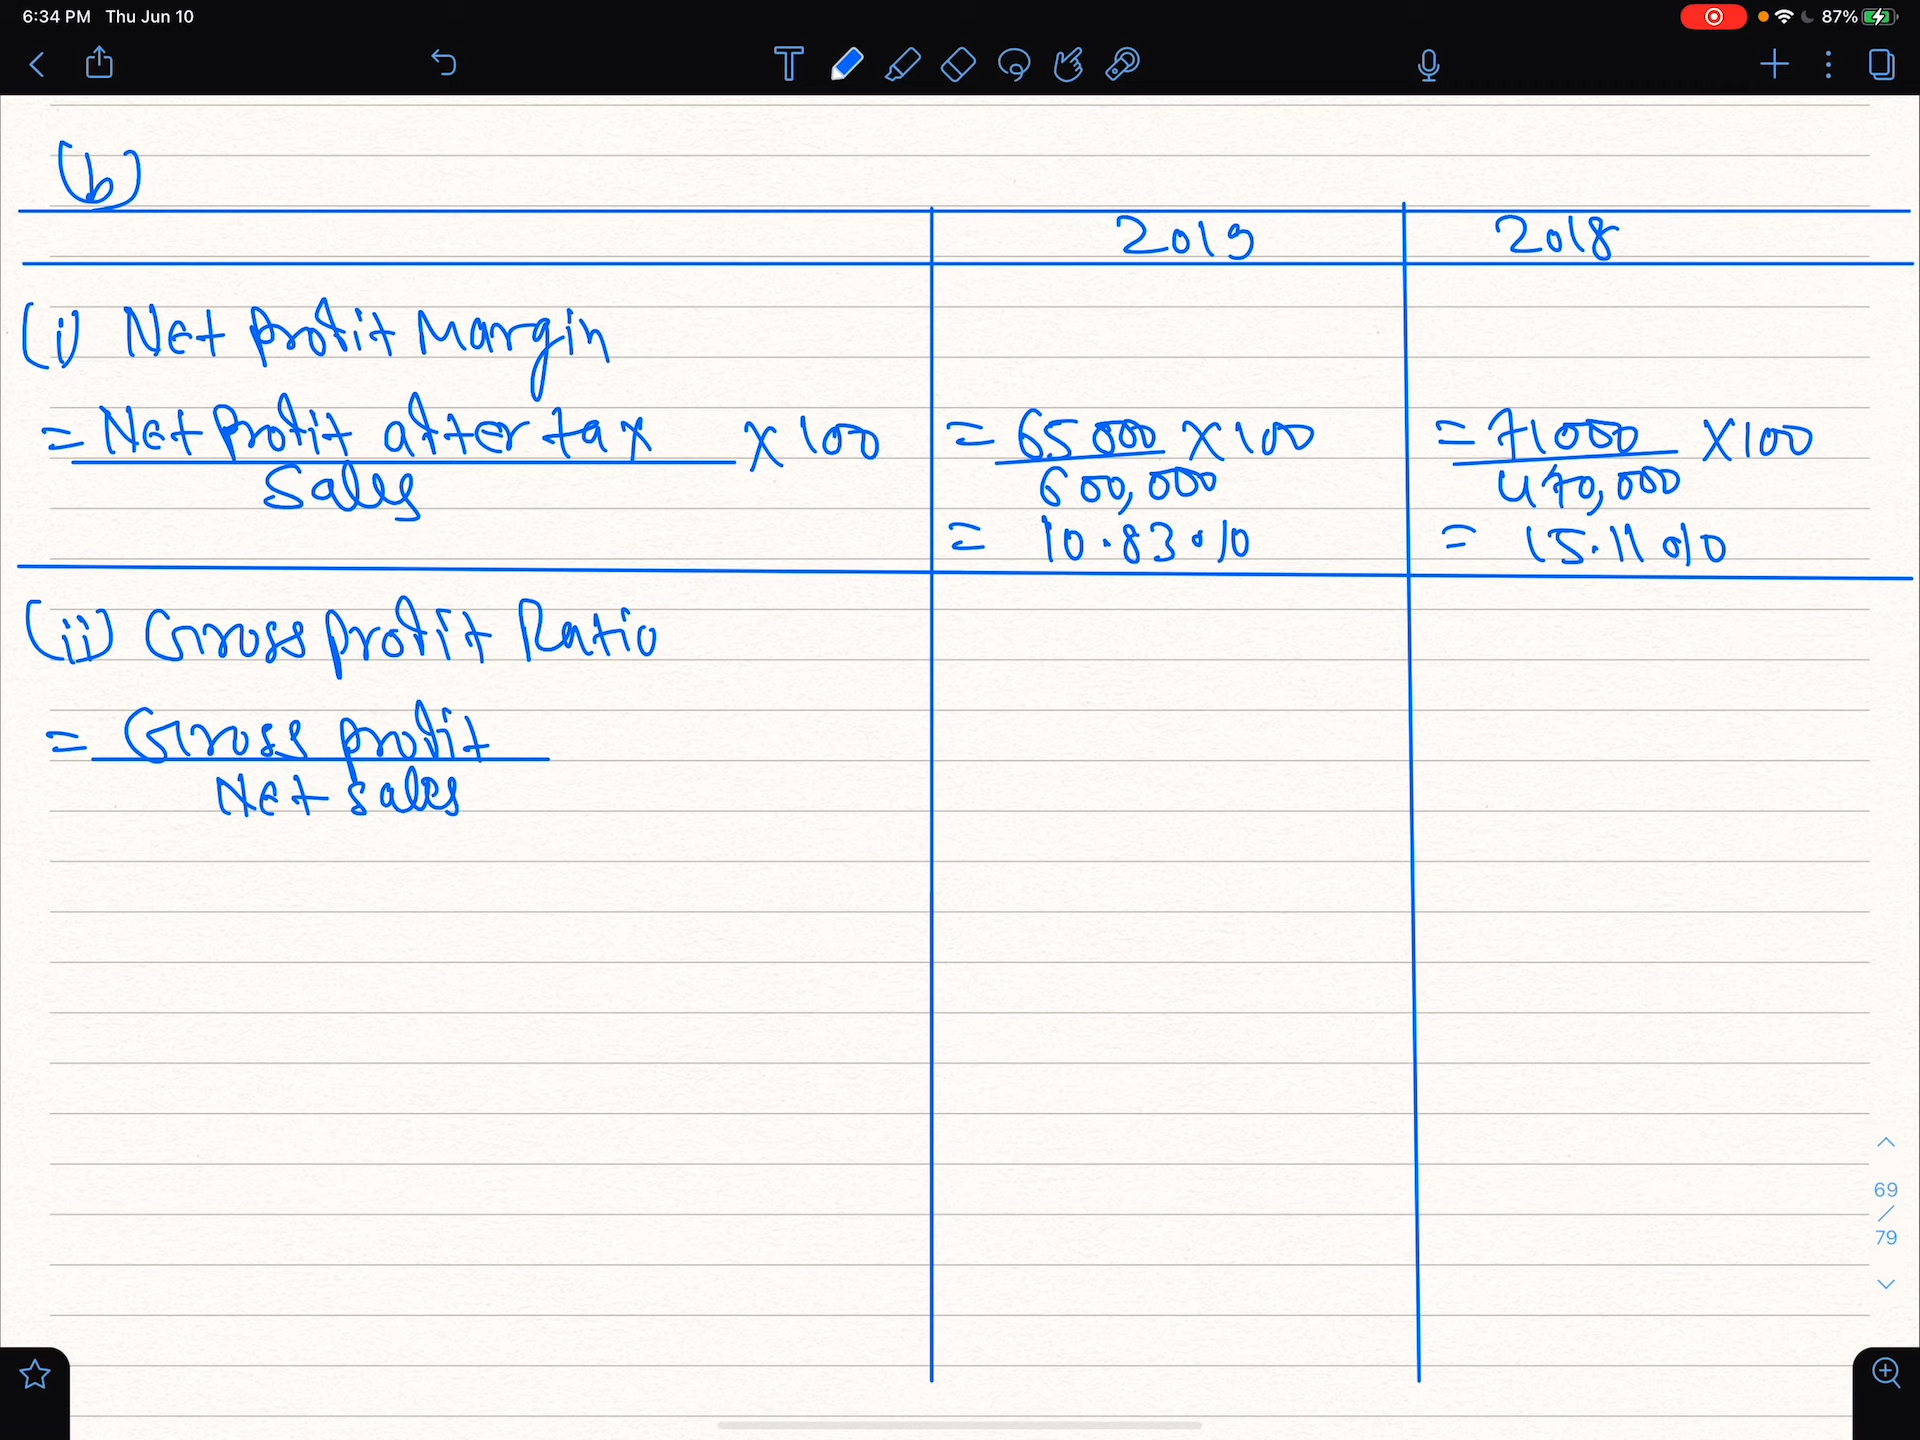 6:34 PM Thu Jun 10
87%
(b)
2019 2018
(i) Net Profit Margin
= Net Profit after tax × 100 = 65000 × 100 = 71000 × 100
Sales 600,000 470,000
= 10.83% = 15.11%
(ii) Gross profit Ratio
= Gross profit
Net sales
69
/
79